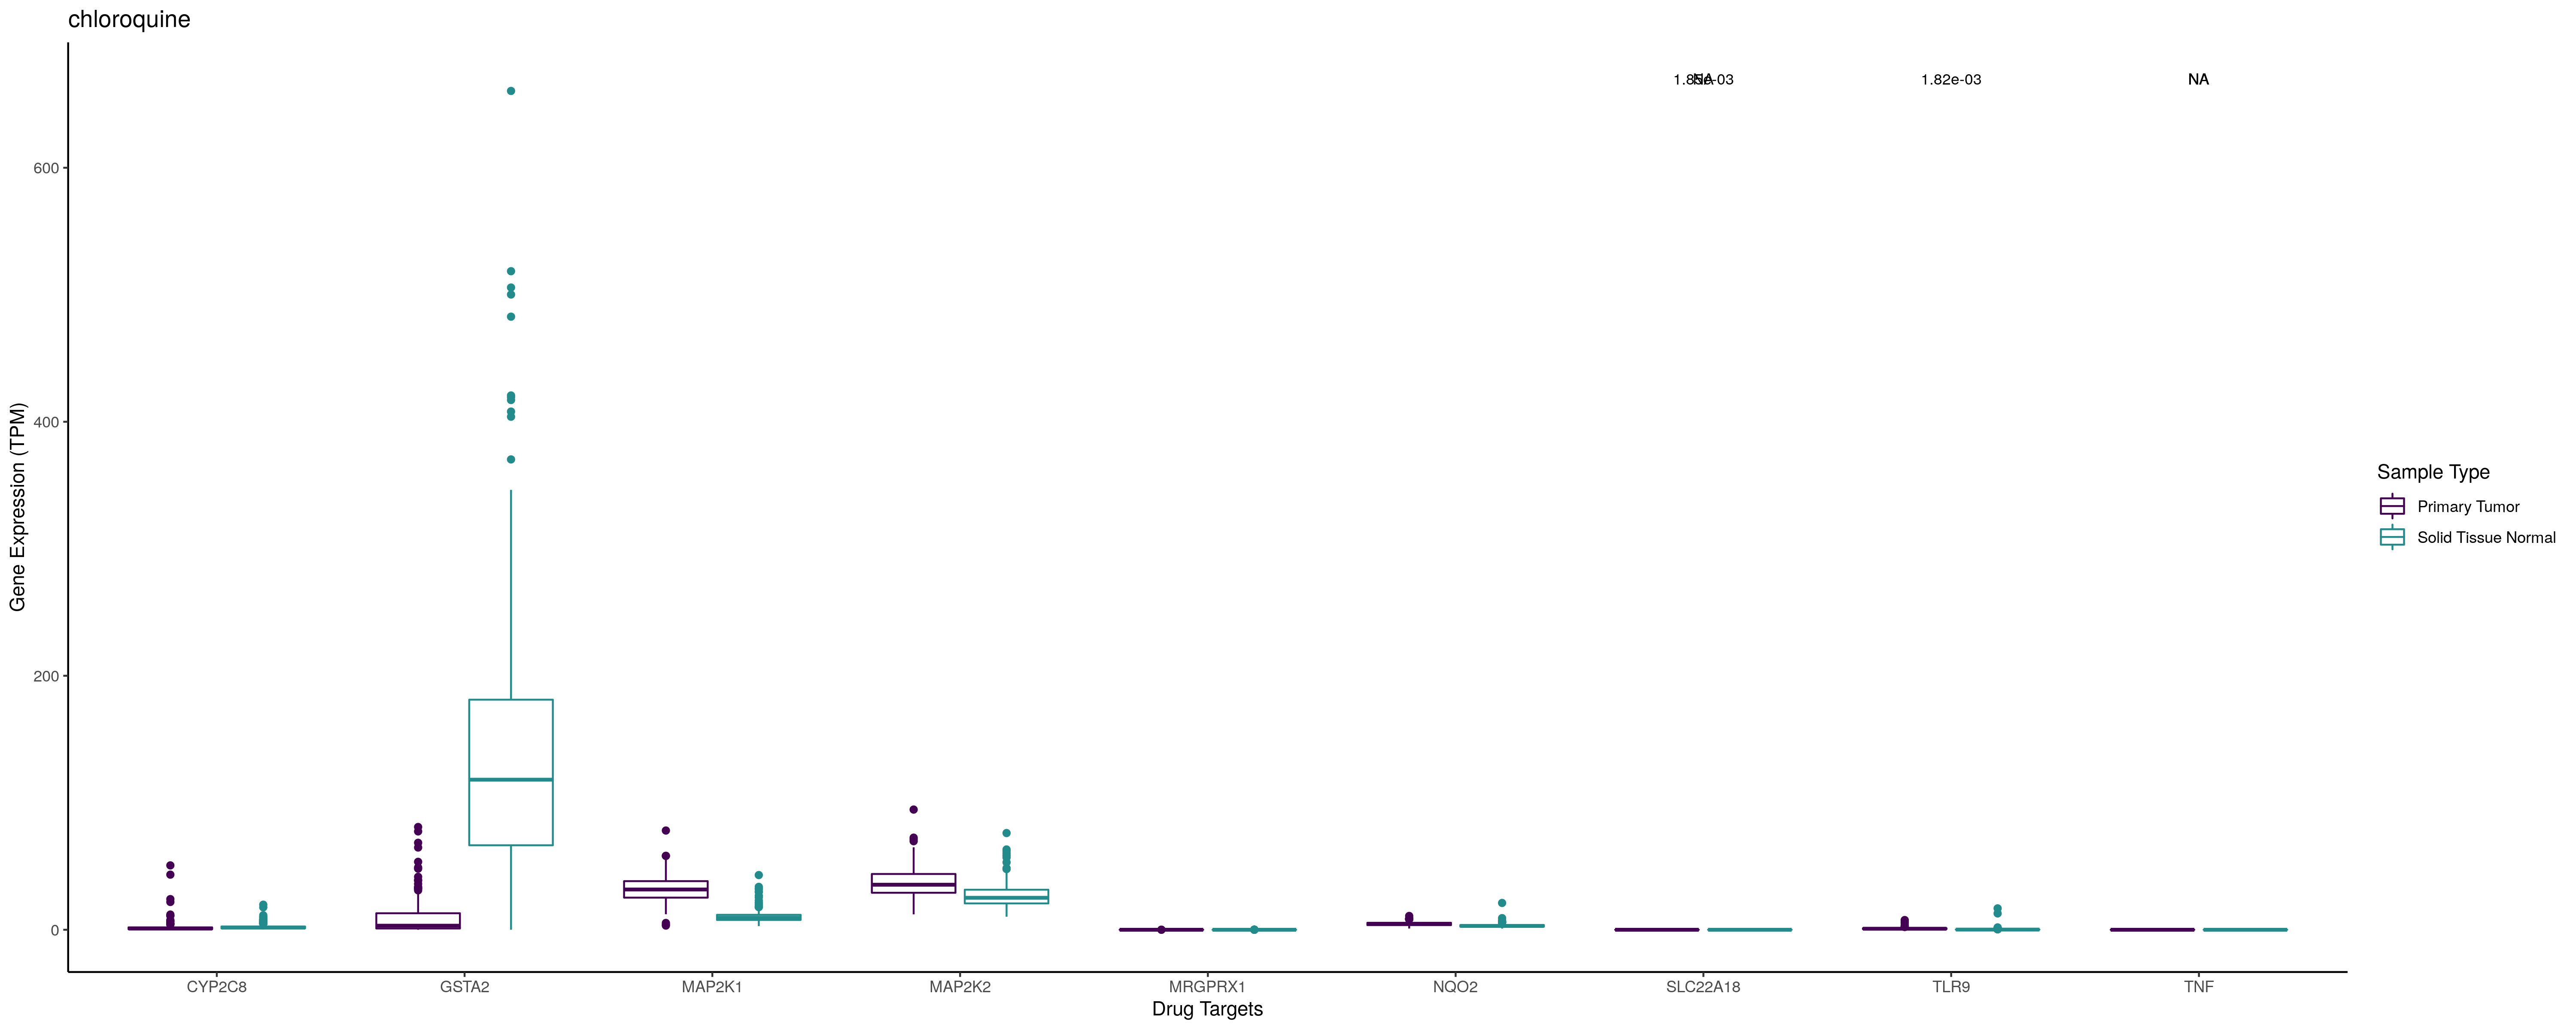 chloroquine
NA
1.82e-03
NA
600
400
200
0
Gene Expression (TPM)
CYP2C8
GSTA2
MAP2K1
MAP2K2
MRGPRX1
NQO2
SLC22A18
TLR9
TNF
Drug Targets
Sample Type
Primary Tumor
Solid Tissue Normal